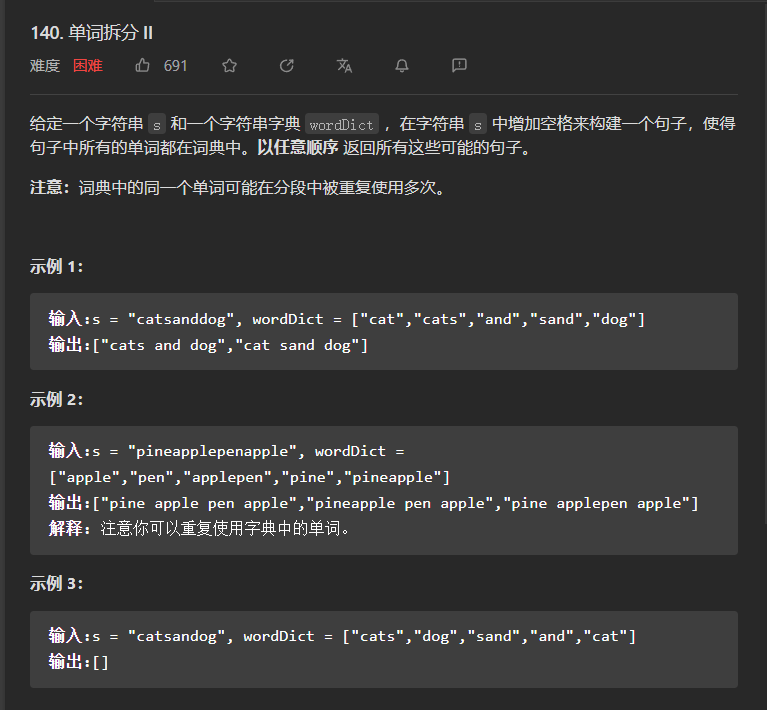 140. 单词拆分 II
难度 困难 691
给定一个字符串 s 和一个字符串字典 wordDict ，在字符串 s 中增加空格来构建一个句子，使得
句子中所有的单词都在词典中。以任意顺序 返回所有这些可能的句子。
注意：词典中的同一个单词可能在分段中被重复使用多次。
示例 1：
输入:s = "catsanddog", wordDict = ["cat","cats","and","sand","dog"]
输出:["cats and dog","cat sand dog"]
示例 2：
输入:s = "pineapplepenapple", wordDict =
["apple","pen","applepen","pine","pineapple"]
输出:["pine apple pen apple","pineapple pen apple","pine applepen apple"]
解释：注意你可以重复使用字典中的单词。
示例 3：
输入:s = "catsandog", wordDict = ["cats","dog","sand","and","cat"]
输出:[]